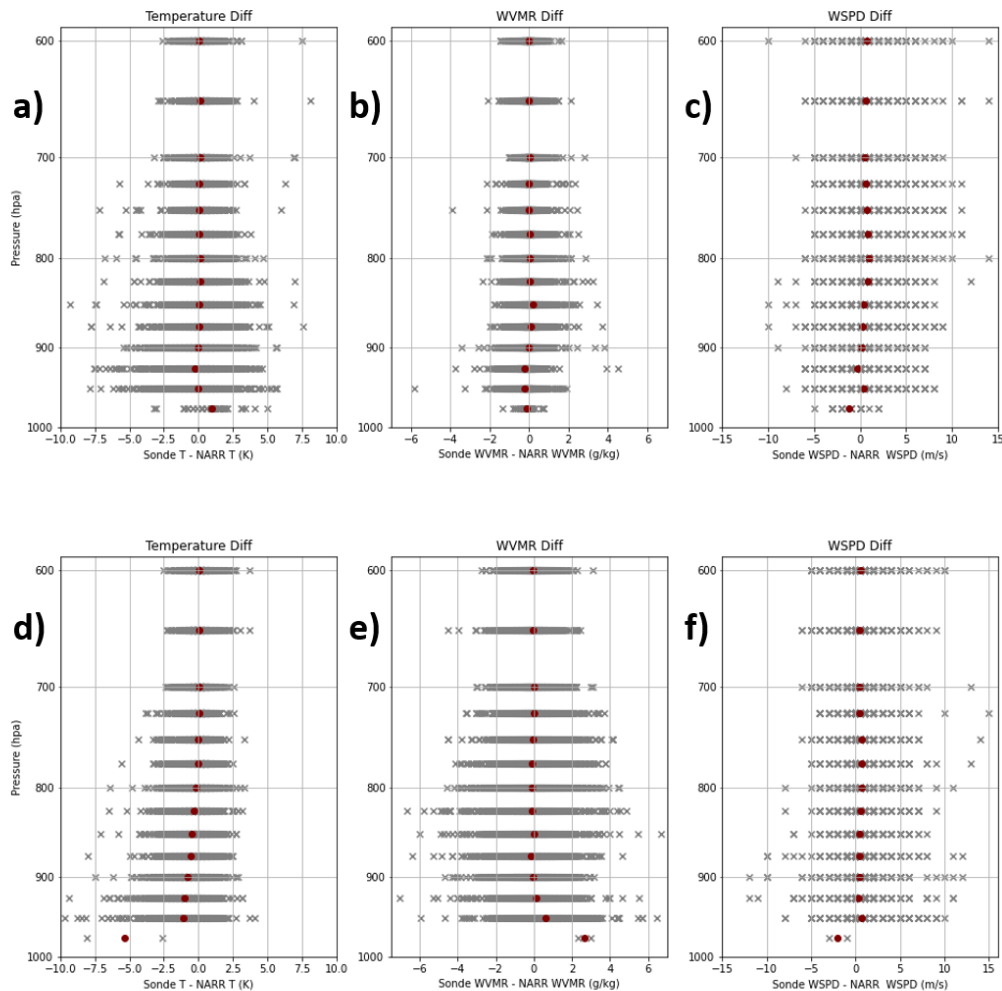 Temperature Diff
WVMR Diff
WSPD Diff
a)
b)
c)
Pressure (hpa)
600
700
800
900
1000
−10.0 −7.5 −5.0 −2.5 0.0 2.5 5.0 7.5 10.0
Sonde T - NARR T (K)
−6 −4 −2 0 2 4 6
Sonde WVMR - NARR WVMR (g/kg)
−15 −10 −5 0 5 10 15
Sonde WSPD - NARR  WSPD (m/s)
Temperature Diff
WVMR Diff
WSPD Diff
d)
e)
f)
Pressure (hpa)
600
700
800
900
1000
−10.0 −7.5 −5.0 −2.5 0.0 2.5 5.0 7.5 10.0
Sonde T - NARR T (K)
−6 −4 −2 0 2 4 6
Sonde WVMR - NARR WVMR (g/kg)
−15 −10 −5 0 5 10 15
Sonde WSPD - NARR  WSPD (m/s)